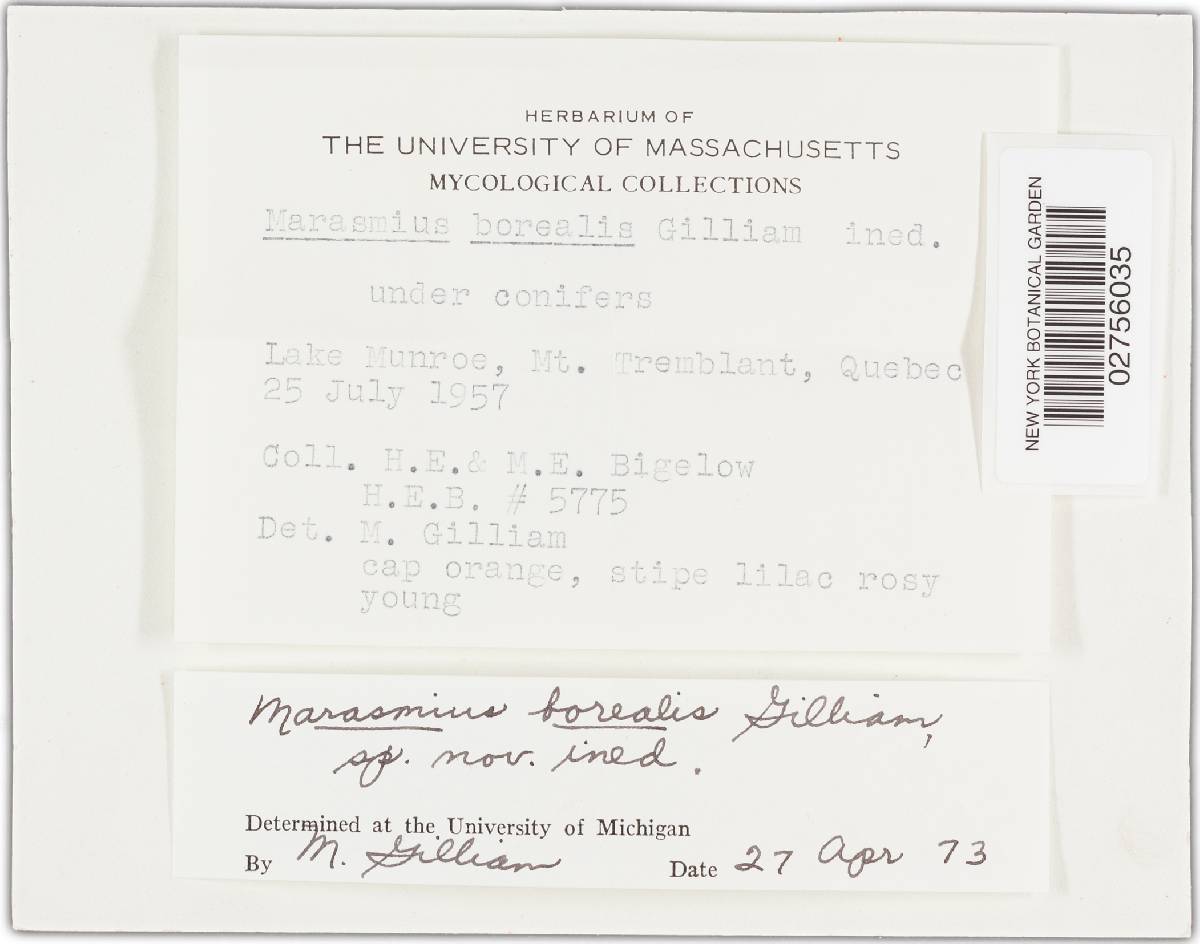 HERBARIUM OF
THE UNIVERSITY OF MASSACHUSETTS
MYCOLOGICAL COLLECTIONS
Marasmius borealis Gilliam ined.
under conifers
Lake Munroe, Mt. Tremblant, Quebec
25 July 1957
Coll. H.E.& M.E. Bigelow
H.E.B. # 5775
Det. M. Gilliam
cap orange, stipe lilac rosy
young
NEW YORK BOTANICAL GARDEN
02756035
Marasmius borealis Gilliam,
sp. nov. ined.
Determined at the University of Michigan
By M. Gilliam Date 27 Apr 73